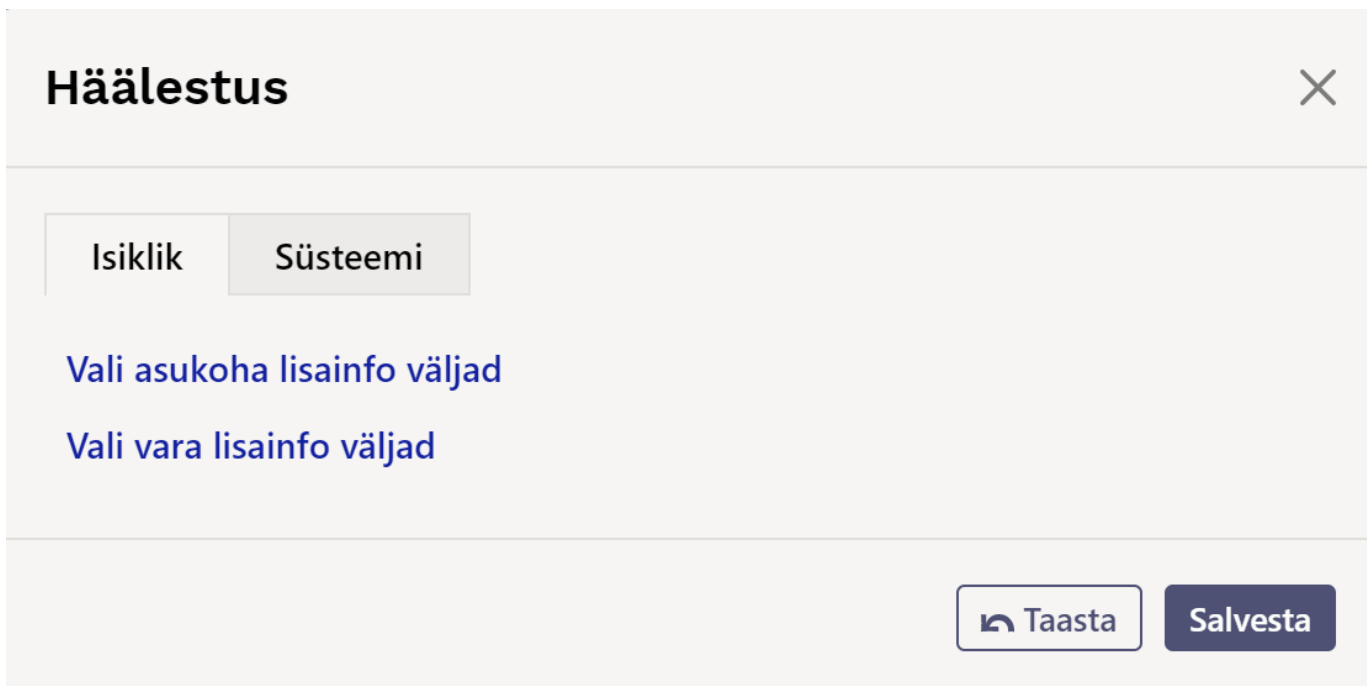 Häälestus
Isiklik Süsteemi
Vali asukoha lisainfo väljad
Vali vara lisainfo väljad
Taasta Salvesta